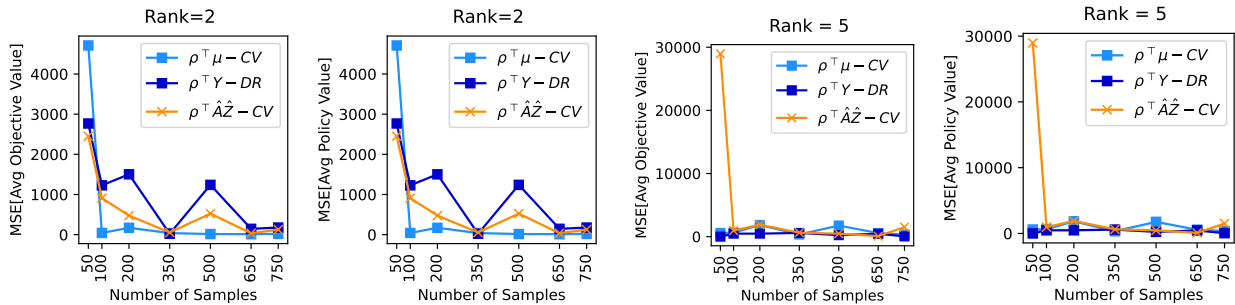 Rank=2
MSE[Avg Objective Value]
4000
3000
2000
1000
0
ρ⊤μ − CV
ρ⊤Y − DR
ρ⊤ÂẐ − CV
50
100
200
350
500
650
750
Number of Samples
Rank=2
MSE[Avg Policy Value]
4000
3000
2000
1000
0
ρ⊤μ − CV
ρ⊤Y − DR
ρ⊤ÂẐ − CV
50
100
200
350
500
650
750
Number of Samples
Rank = 5
MSE[Avg Objective Value]
30000
20000
10000
0
ρ⊤μ − CV
ρ⊤Y − DR
ρ⊤ÂẐ − CV
50
100
200
350
500
650
750
Number of Samples
Rank = 5
MSE[Avg Policy Value]
30000
20000
10000
0
ρ⊤μ − CV
ρ⊤Y − DR
ρ⊤ÂẐ − CV
50
100
200
350
500
650
750
Number of Samples